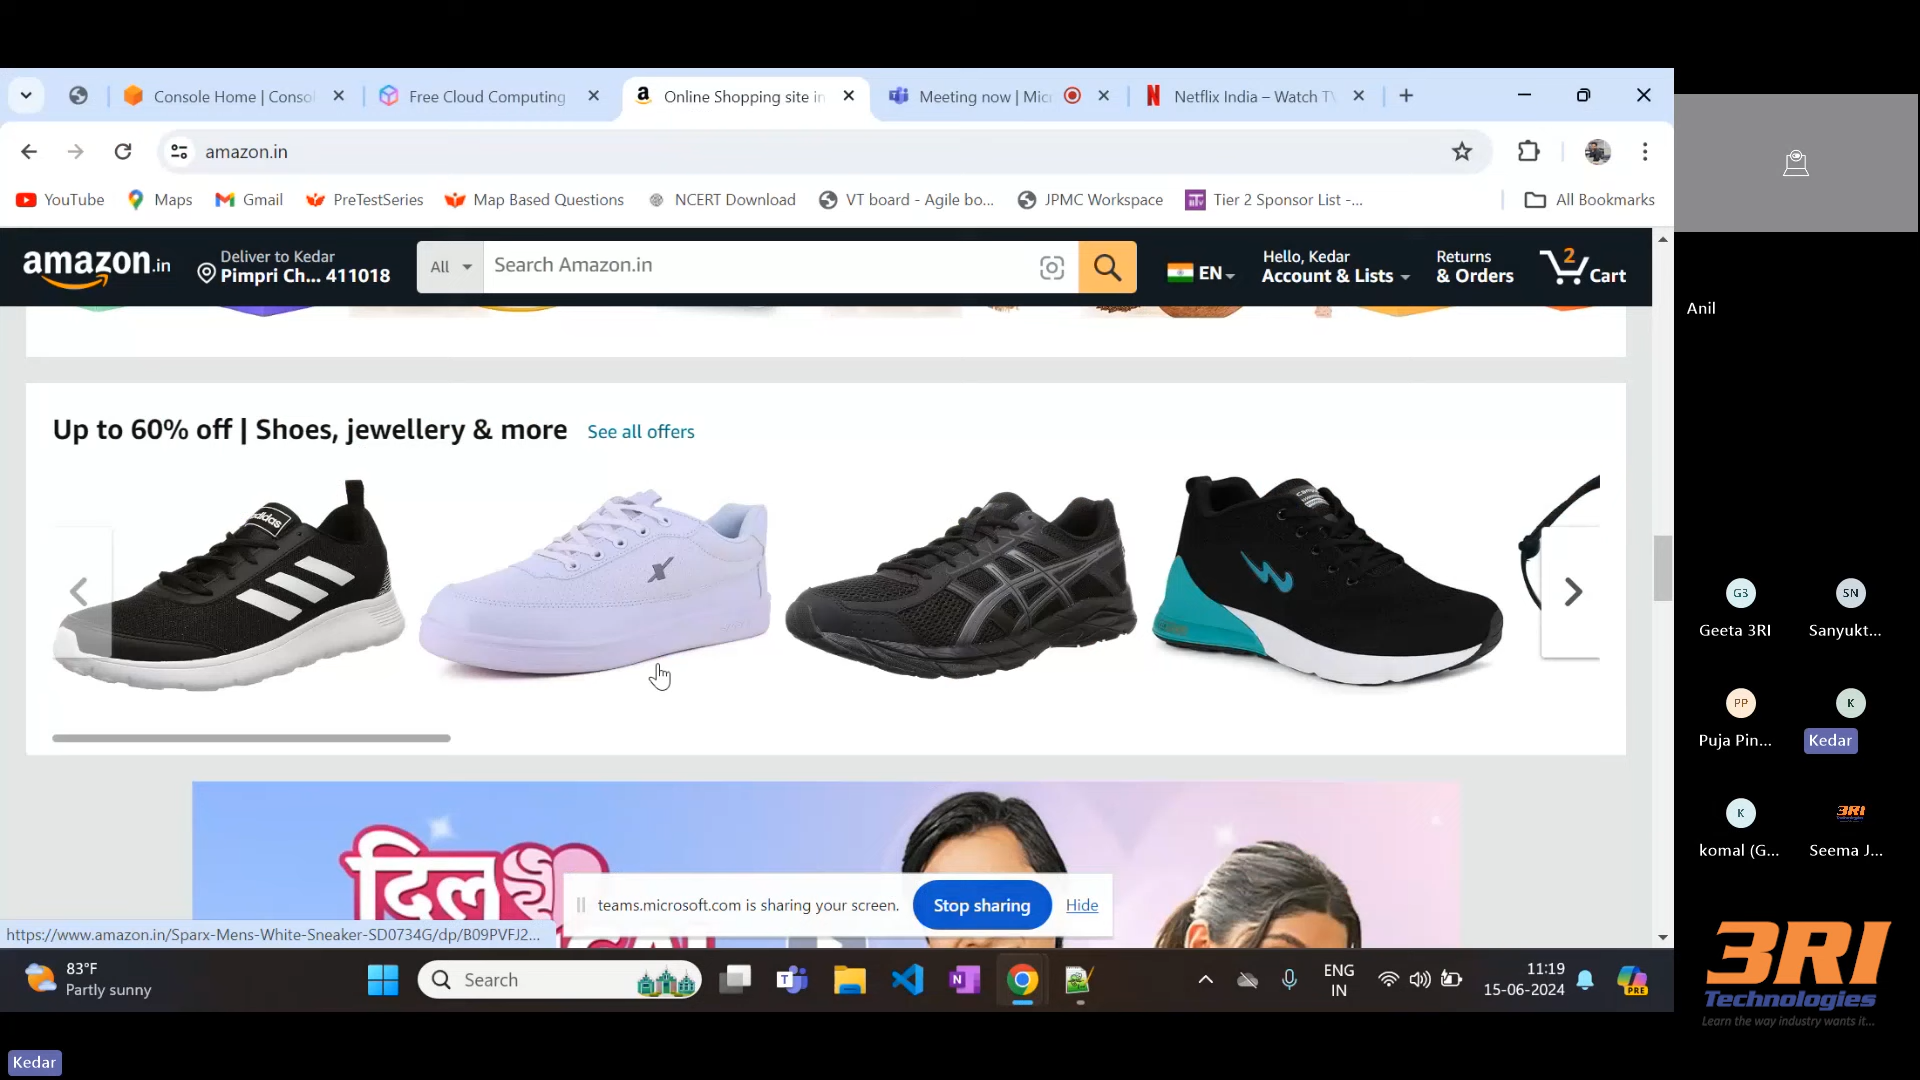 Console Home | Consol
Free Cloud Computing
Online Shopping site in
Meeting now | Micr
Netflix India – Watch TV
amazon.in
YouTube
Maps
Gmail
PreTestSeries
Map Based Questions
NCERT Download
VT board - Agile bo...
JPMC Workspace
Tier 2 Sponsor List -...
All Bookmarks
amazon.in
Deliver to Kedar
Pimpri Ch... 411018
All
Search Amazon.in
EN
Hello, Kedar
Account & Lists
Returns
& Orders
2
Cart
Up to 60% off | Shoes, jewellery & more
See all offers
adidas
दिल
teams.microsoft.com is sharing your screen.
Stop sharing
Hide
https://www.amazon.in/Sparx-Mens-White-Sneaker-SD0734G/dp/B09PVFJ2...
83°F
Partly sunny
Search
ENG
IN
11:19
15-06-2024
PRE
Anil
G3
Geeta 3RI
SN
Sanyukt...
PP
Puja Pin...
K
Kedar
K
komal (G...
3RI
Seema J...
3RI
Technologies
Learn the way industry wants it...
Kedar